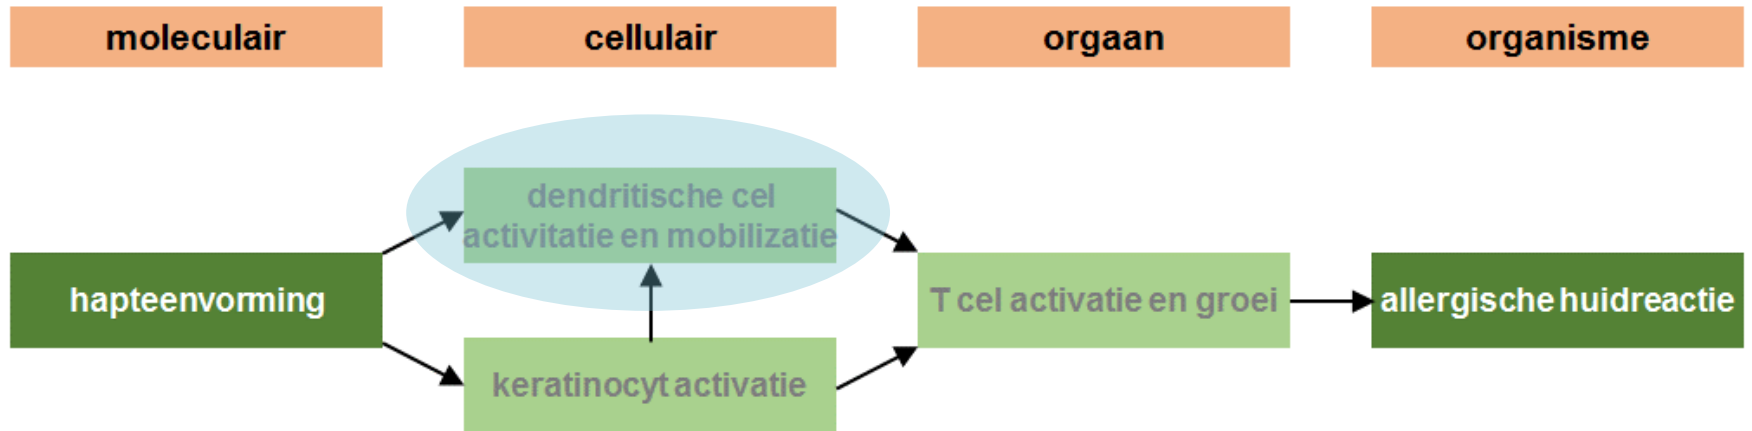 moleculair
cellulair
orgaan
organisme
dendritische cel
activitatie en mobilizatie
hapteenvorming
T cel activatie en groei
allergische huidreactie
keratinocyt activatie